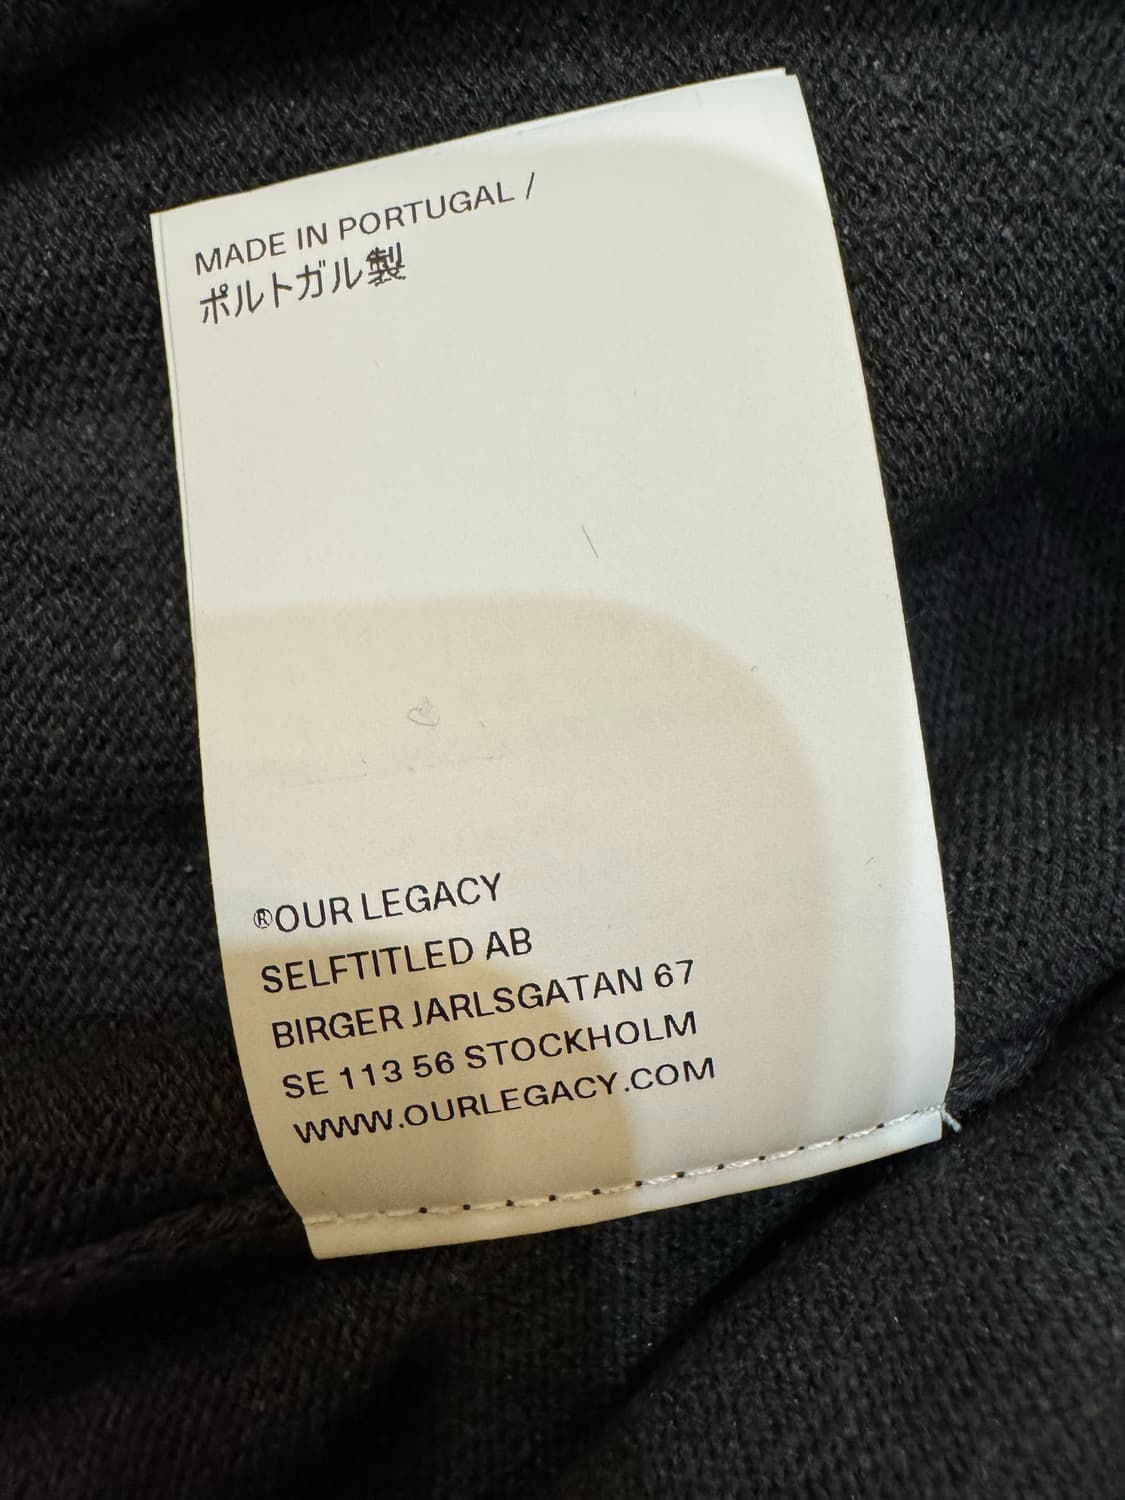 MADE IN PORTUGAL /
ポルトガル製
®OUR LEGACY
SELFTITLED AB
BIRGER JARLSGATAN 67
SE 113 56 STOCKHOLM
WWW.OURLEGACY.COM